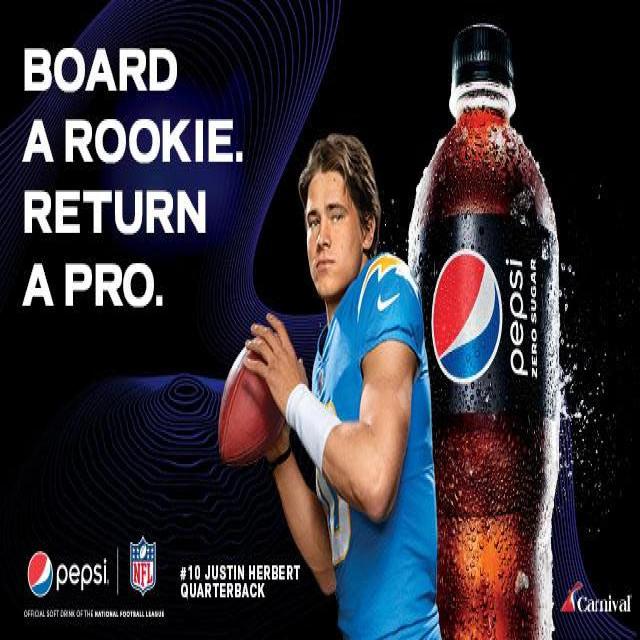 BOARD
A ROOKIE.
RETURN
A PRO.
pepsi
ZERO SUGAR
pepsi
NFL
#10 JUSTIN HERBERT
QUARTERBACK
OFFICIAL SOFT DRINK OF THE NATIONAL FOOTBALL LEAGUE
Carnival